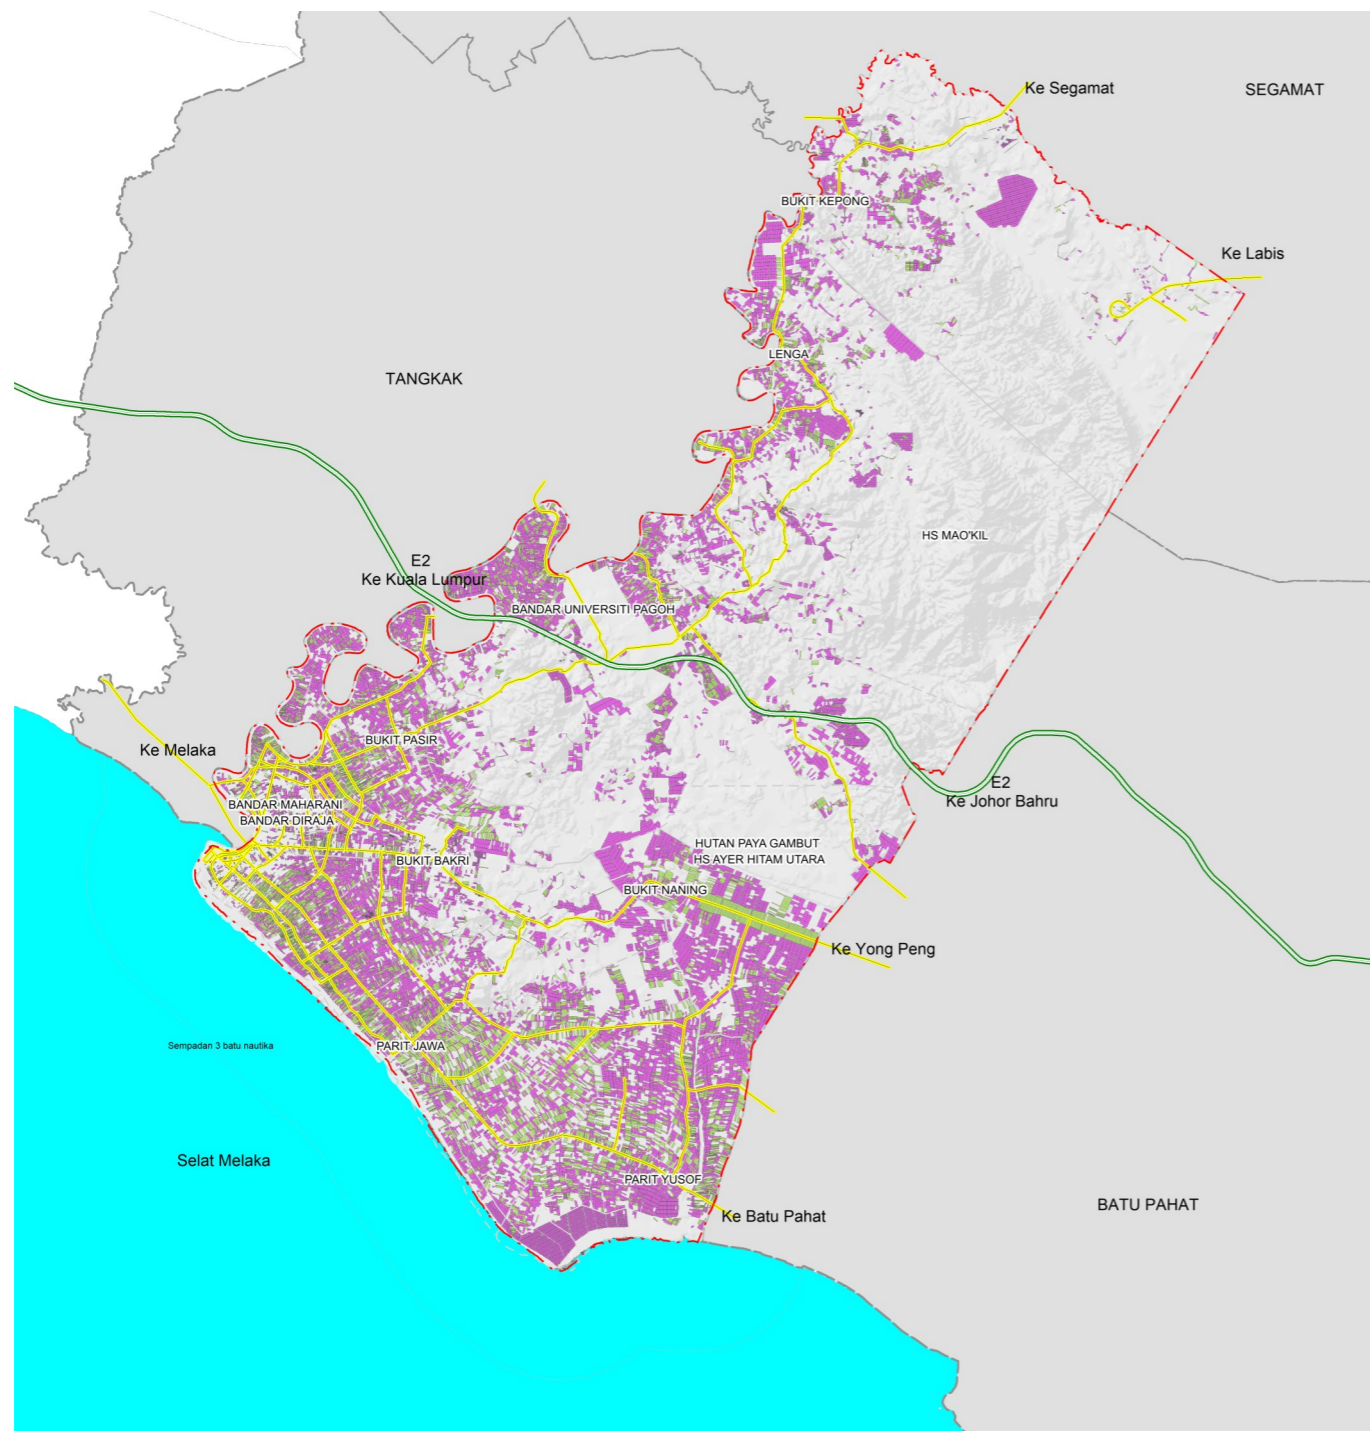 Ke Segamat
SEGAMAT
BUKIT KEPONG
Ke Labis
LENGA
TANGKAK
HS MAO'KIL
E2
Ke Kuala Lumpur
BANDAR UNIVERSITI PAGOH
BUKIT PASIR
Ke Melaka
E2
Ke Johor Bahru
BANDAR MAHARANI
BANDAR DIRAJA
HUTAN PAYA GAMBUT
HS AYER HITAM UTARA
BUKIT BAKRI
BUKIT NANING
Ke Yong Peng
PARIT JAWA
Sempadan 3 batu nautika
Selat Melaka
PARIT YUSOF
BATU PAHAT
Ke Batu Pahat